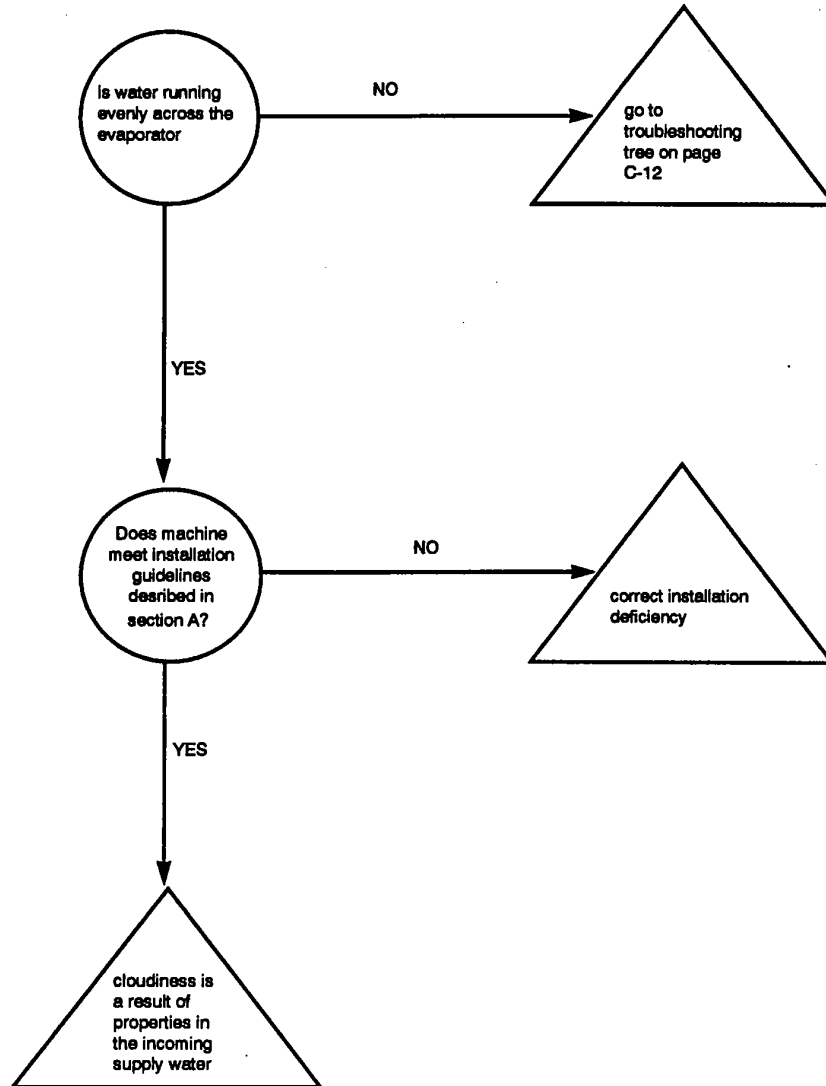 is water running
evenly across the
evaporator
NO
go to
troubleshooting
tree on page
C-12
YES
Does machine
meet installation
guidelines
desribed in
section A?
NO
correct installation
deficiency
YES
cloudiness is
a result of
properties in
the incoming
supply water